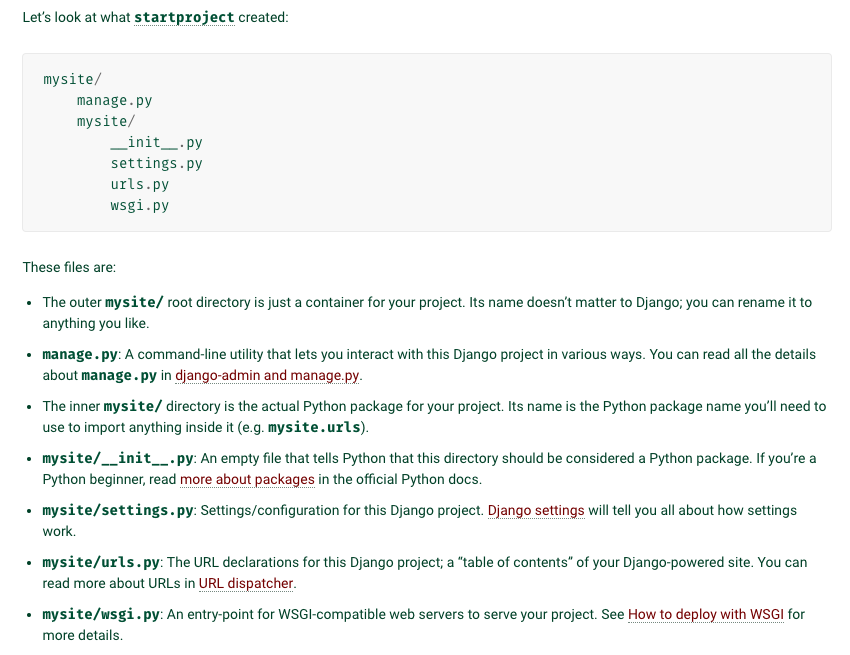 Let’s look at what startproject created:
mysite/
    manage.py
    mysite/
        __init__.py
        settings.py
        urls.py
        wsgi.py
These files are:
• The outer mysite/ root directory is just a container for your project. Its name doesn’t matter to Django; you can rename it to
anything you like.
• manage.py: A command-line utility that lets you interact with this Django project in various ways. You can read all the details
about manage.py in django-admin and manage.py.
• The inner mysite/ directory is the actual Python package for your project. Its name is the Python package name you’ll need to
use to import anything inside it (e.g. mysite.urls).
• mysite/__init__.py: An empty file that tells Python that this directory should be considered a Python package. If you’re a
Python beginner, read more about packages in the official Python docs.
• mysite/settings.py: Settings/configuration for this Django project. Django settings will tell you all about how settings
work.
• mysite/urls.py: The URL declarations for this Django project; a “table of contents” of your Django-powered site. You can
read more about URLs in URL dispatcher.
• mysite/wsgi.py: An entry-point for WSGI-compatible web servers to serve your project. See How to deploy with WSGI for
more details.